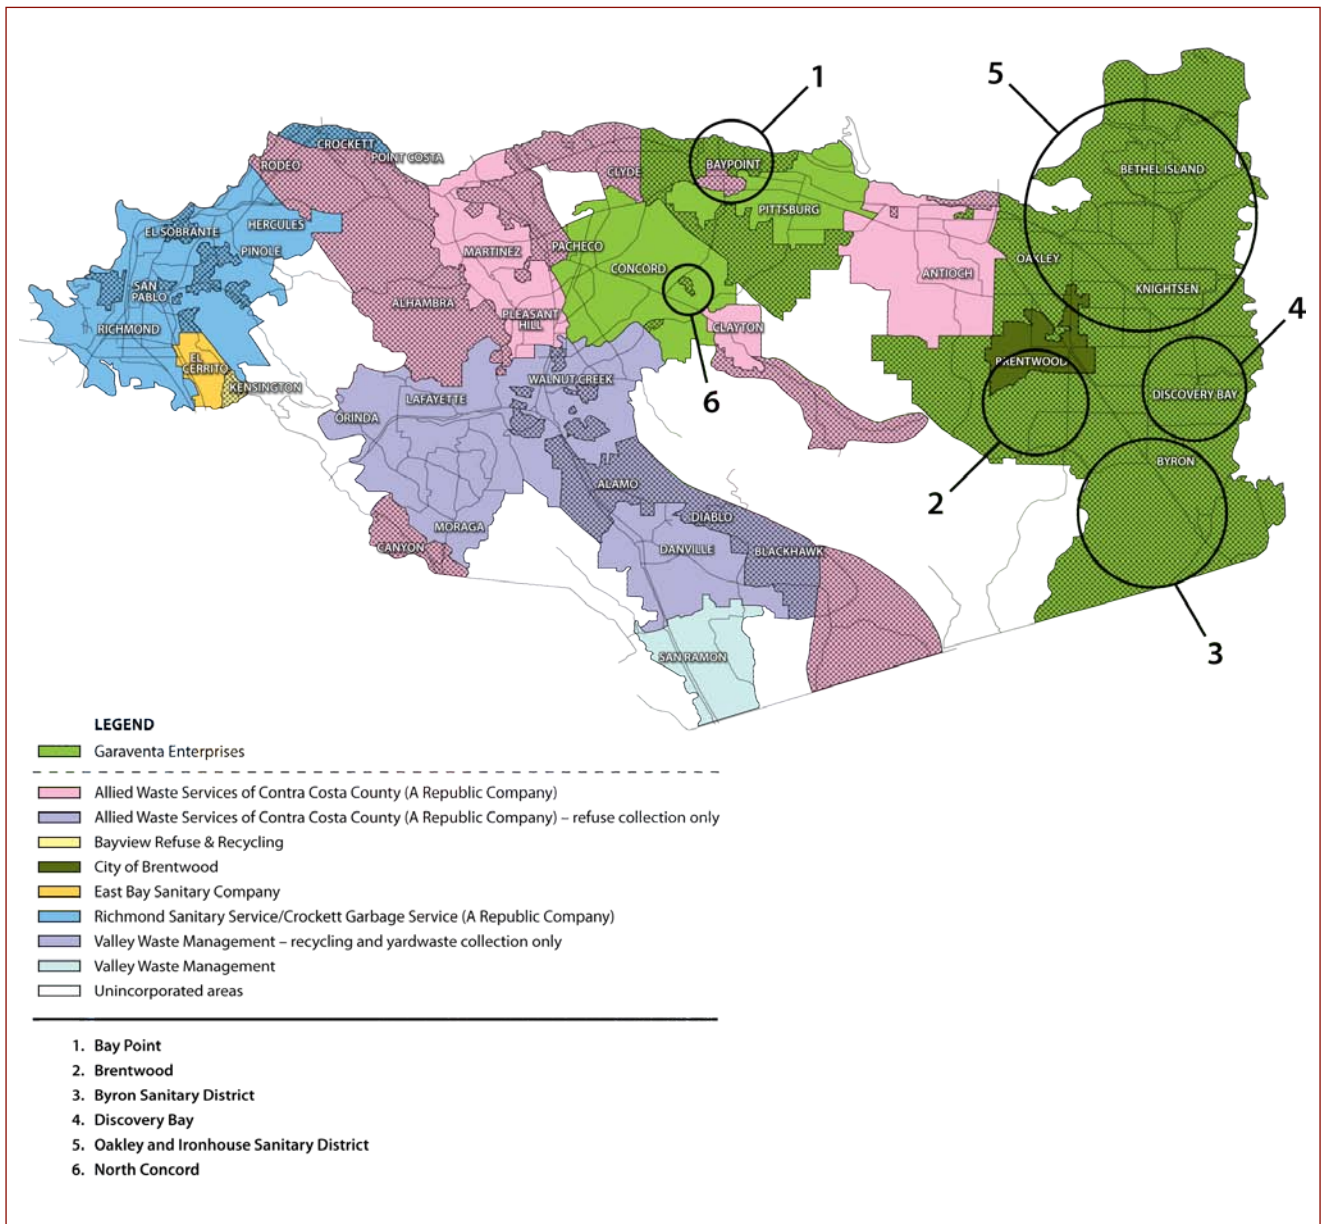 1
5
CROCKETT
POINT COSTA
RODEO
CLYDE
BAYPOINT
BETHEL ISLAND
PITTSBURG
HERCULES
EL SOBRANTE
PINOLE
MARTINEZ
PACHECO
CONCORD
OAKLEY
ANTIOCH
KNIGHTSEN
SAN
PABLO
ALHAMBRA
PLEASANT
HILL
CLAYTON
4
RICHMOND
EL
CERRITO
KENSINGTON
PRENTWOOD
WALNUT CREEK
LAFAYETTE
6
DISCOVERY BAY
ORINDA
BYRON
ALAMO
2
DIABLO
MORAGA
CANYON
DANVILLE
BLACKHAWK
SAN RAMON
3
LEGEND
Garaventa Enterprises
Allied Waste Services of Contra Costa County (A Republic Company)
Allied Waste Services of Contra Costa County (A Republic Company) – refuse collection only
Bayview Refuse & Recycling
City of Brentwood
East Bay Sanitary Company
Richmond Sanitary Service/Crockett Garbage Service (A Republic Company)
Valley Waste Management – recycling and yardwaste collection only
Valley Waste Management
Unincorporated areas
1. Bay Point
2. Brentwood
3. Byron Sanitary District
4. Discovery Bay
5. Oakley and Ironhouse Sanitary District
6. North Concord